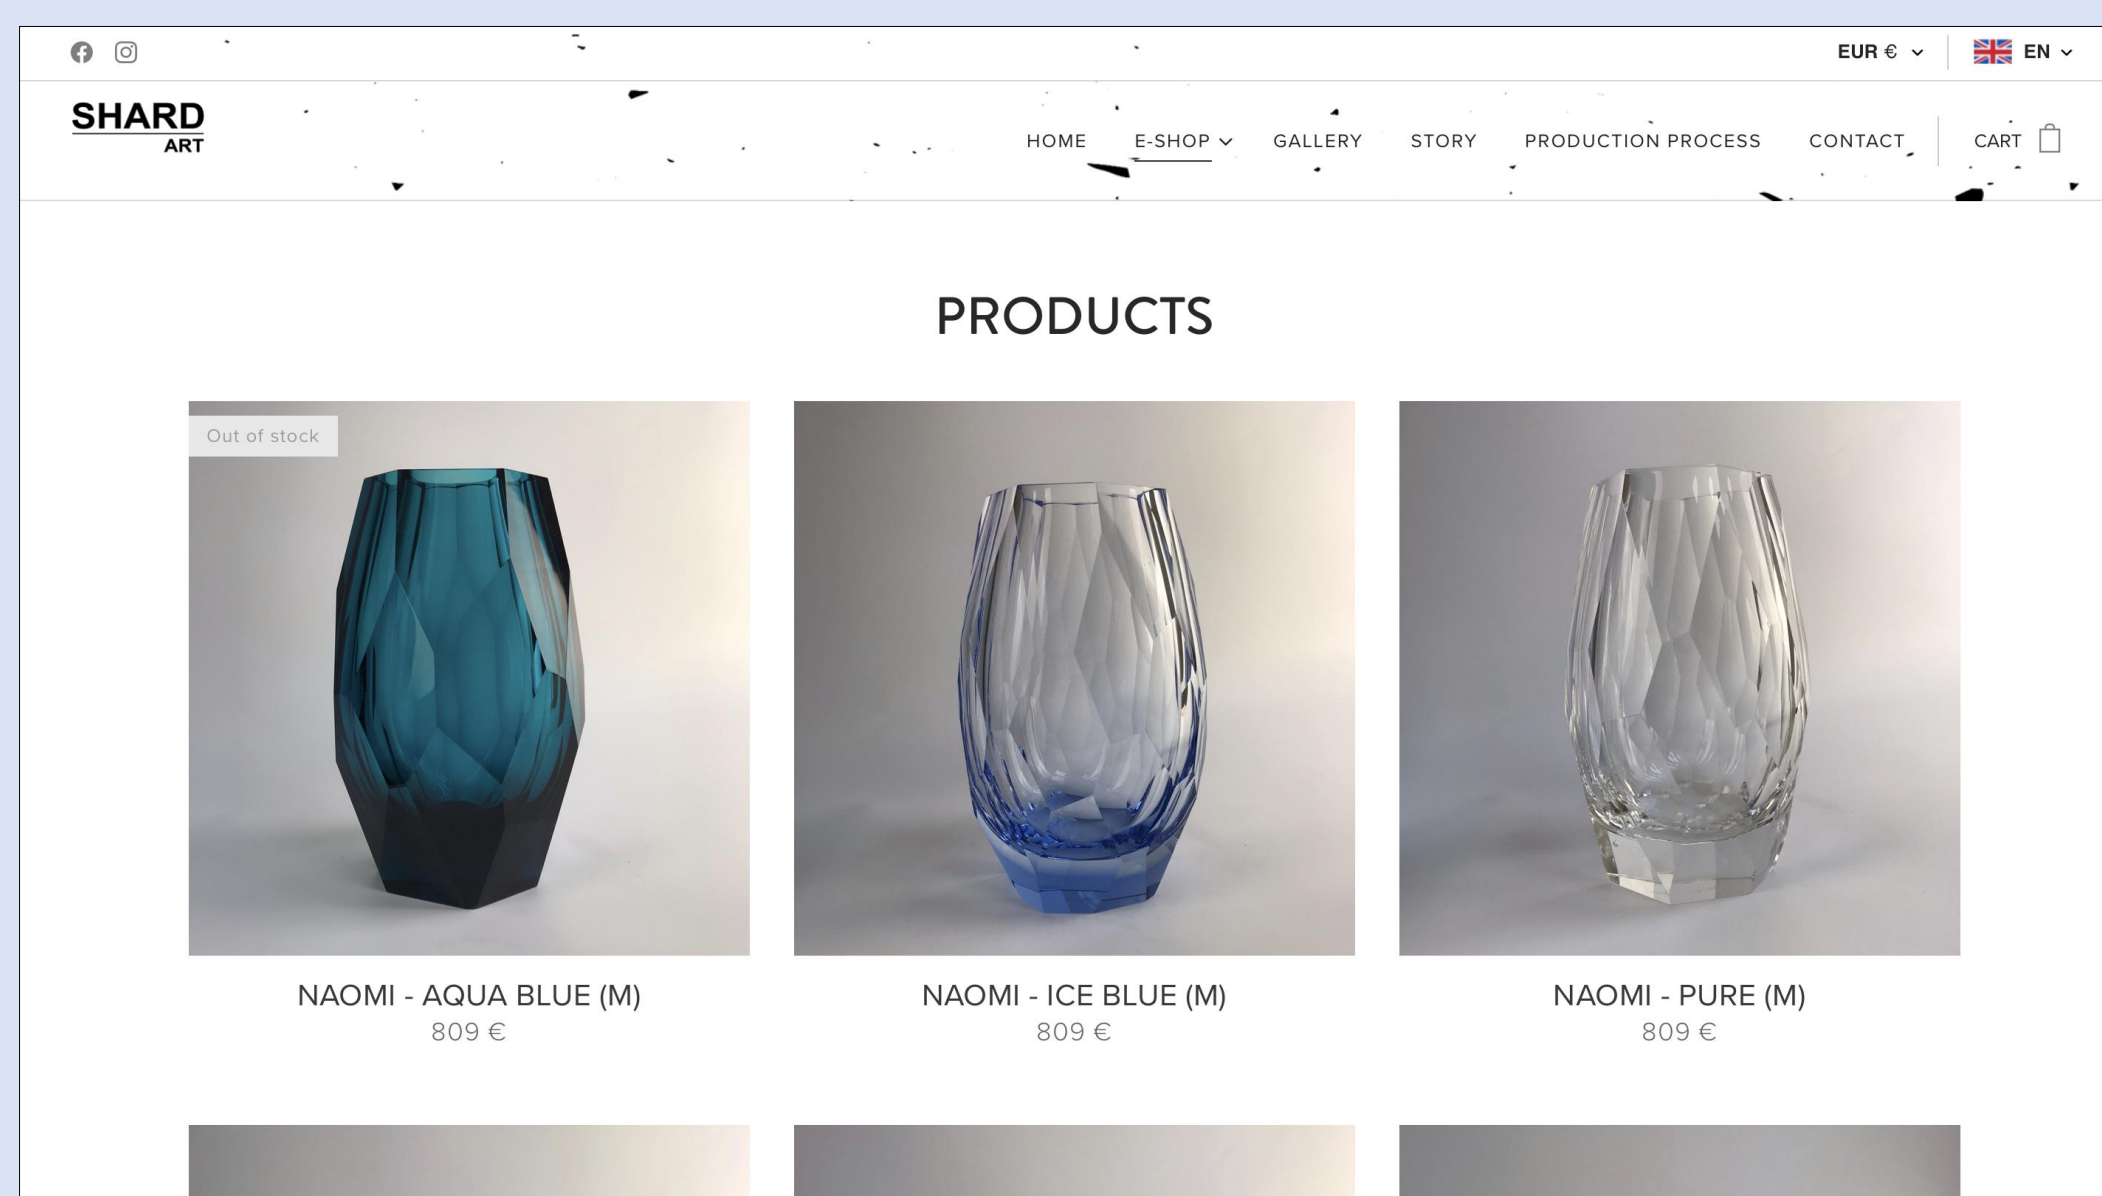 EUR €
EN
SHARD
ART
HOME
E-SHOP
GALLERY
STORY
PRODUCTION PROCESS
CONTACT
CART
PRODUCTS
Out of stock
NAOMI - AQUA BLUE (M)
809 €
NAOMI - ICE BLUE (M)
809 €
NAOMI - PURE (M)
809 €